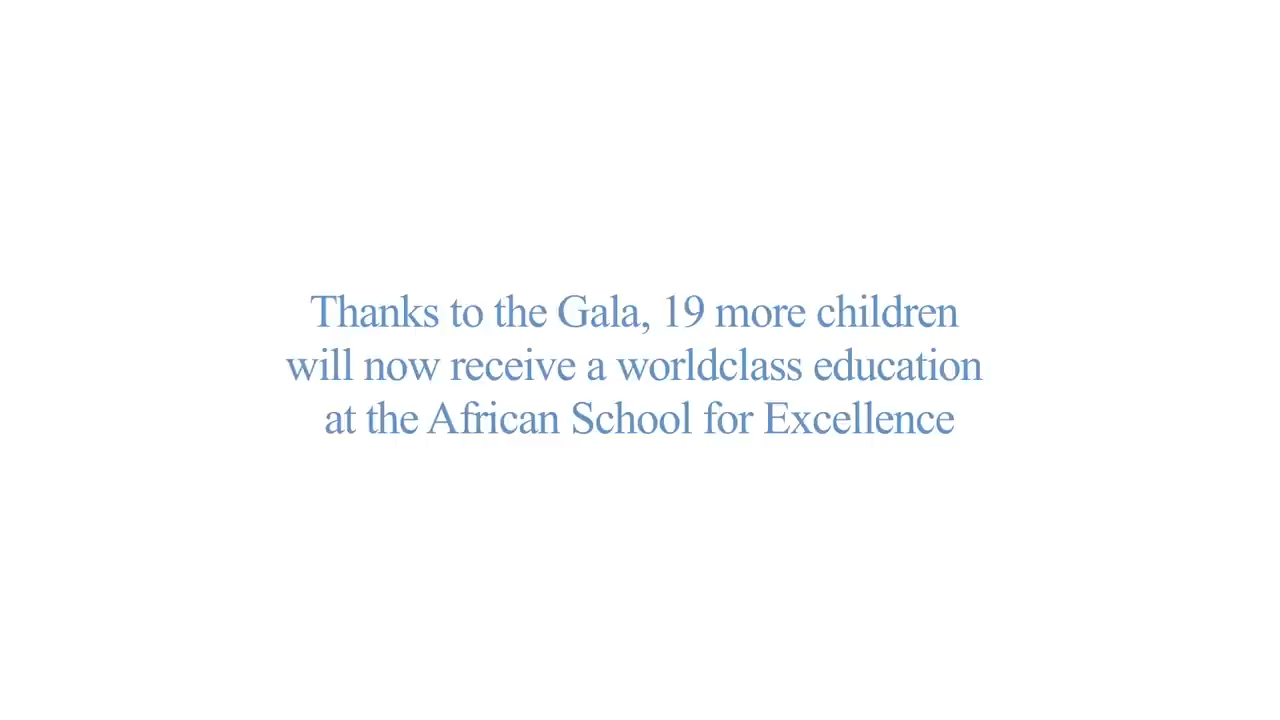 Thanks to the Gala, 19 more children
will now receive a worldclass education
at the African School for Excellence